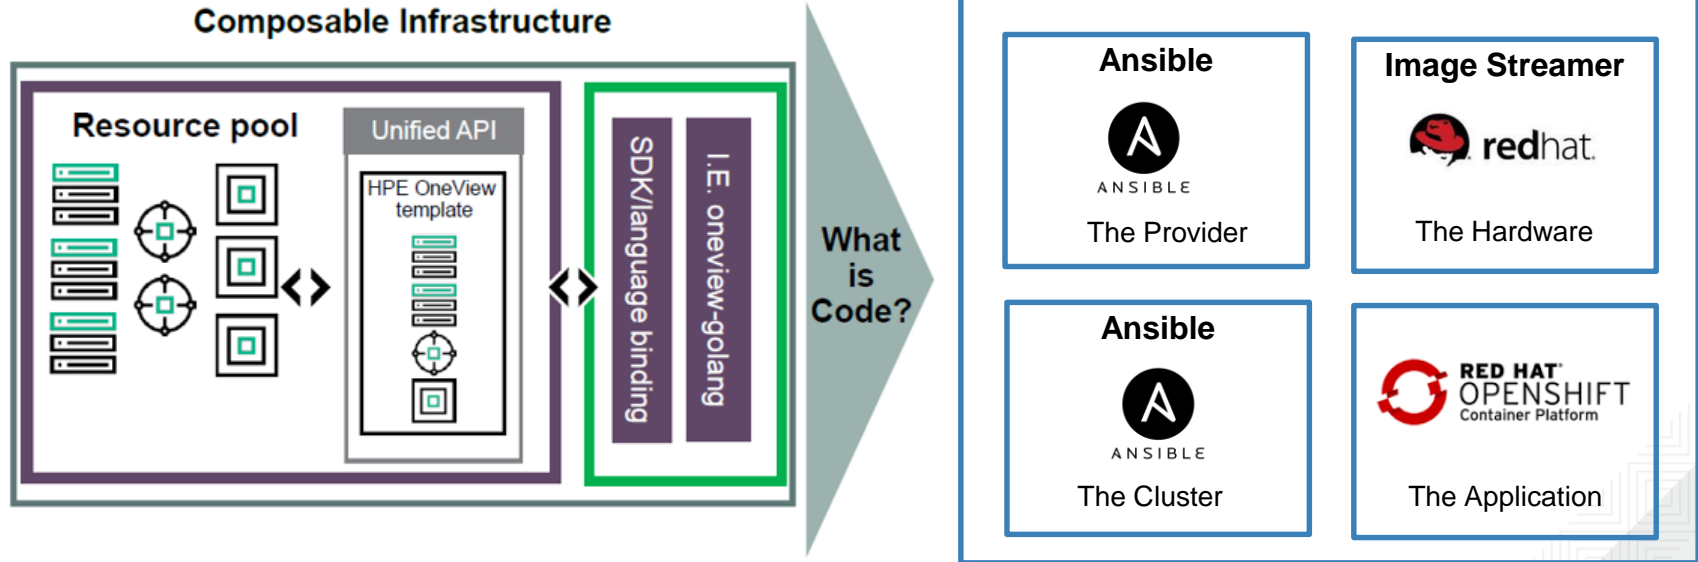 Composable Infrastructure
Resource pool
Unified API
HPE OneView
template
SDK/language binding
I.E. oneview-golang
What
is
Code?
Ansible
ANSIBLE
The Provider
Image Streamer
redhat.
The Hardware
Ansible
ANSIBLE
The Cluster
RED HAT®
OPENSHIFT
Container Platform
The Application